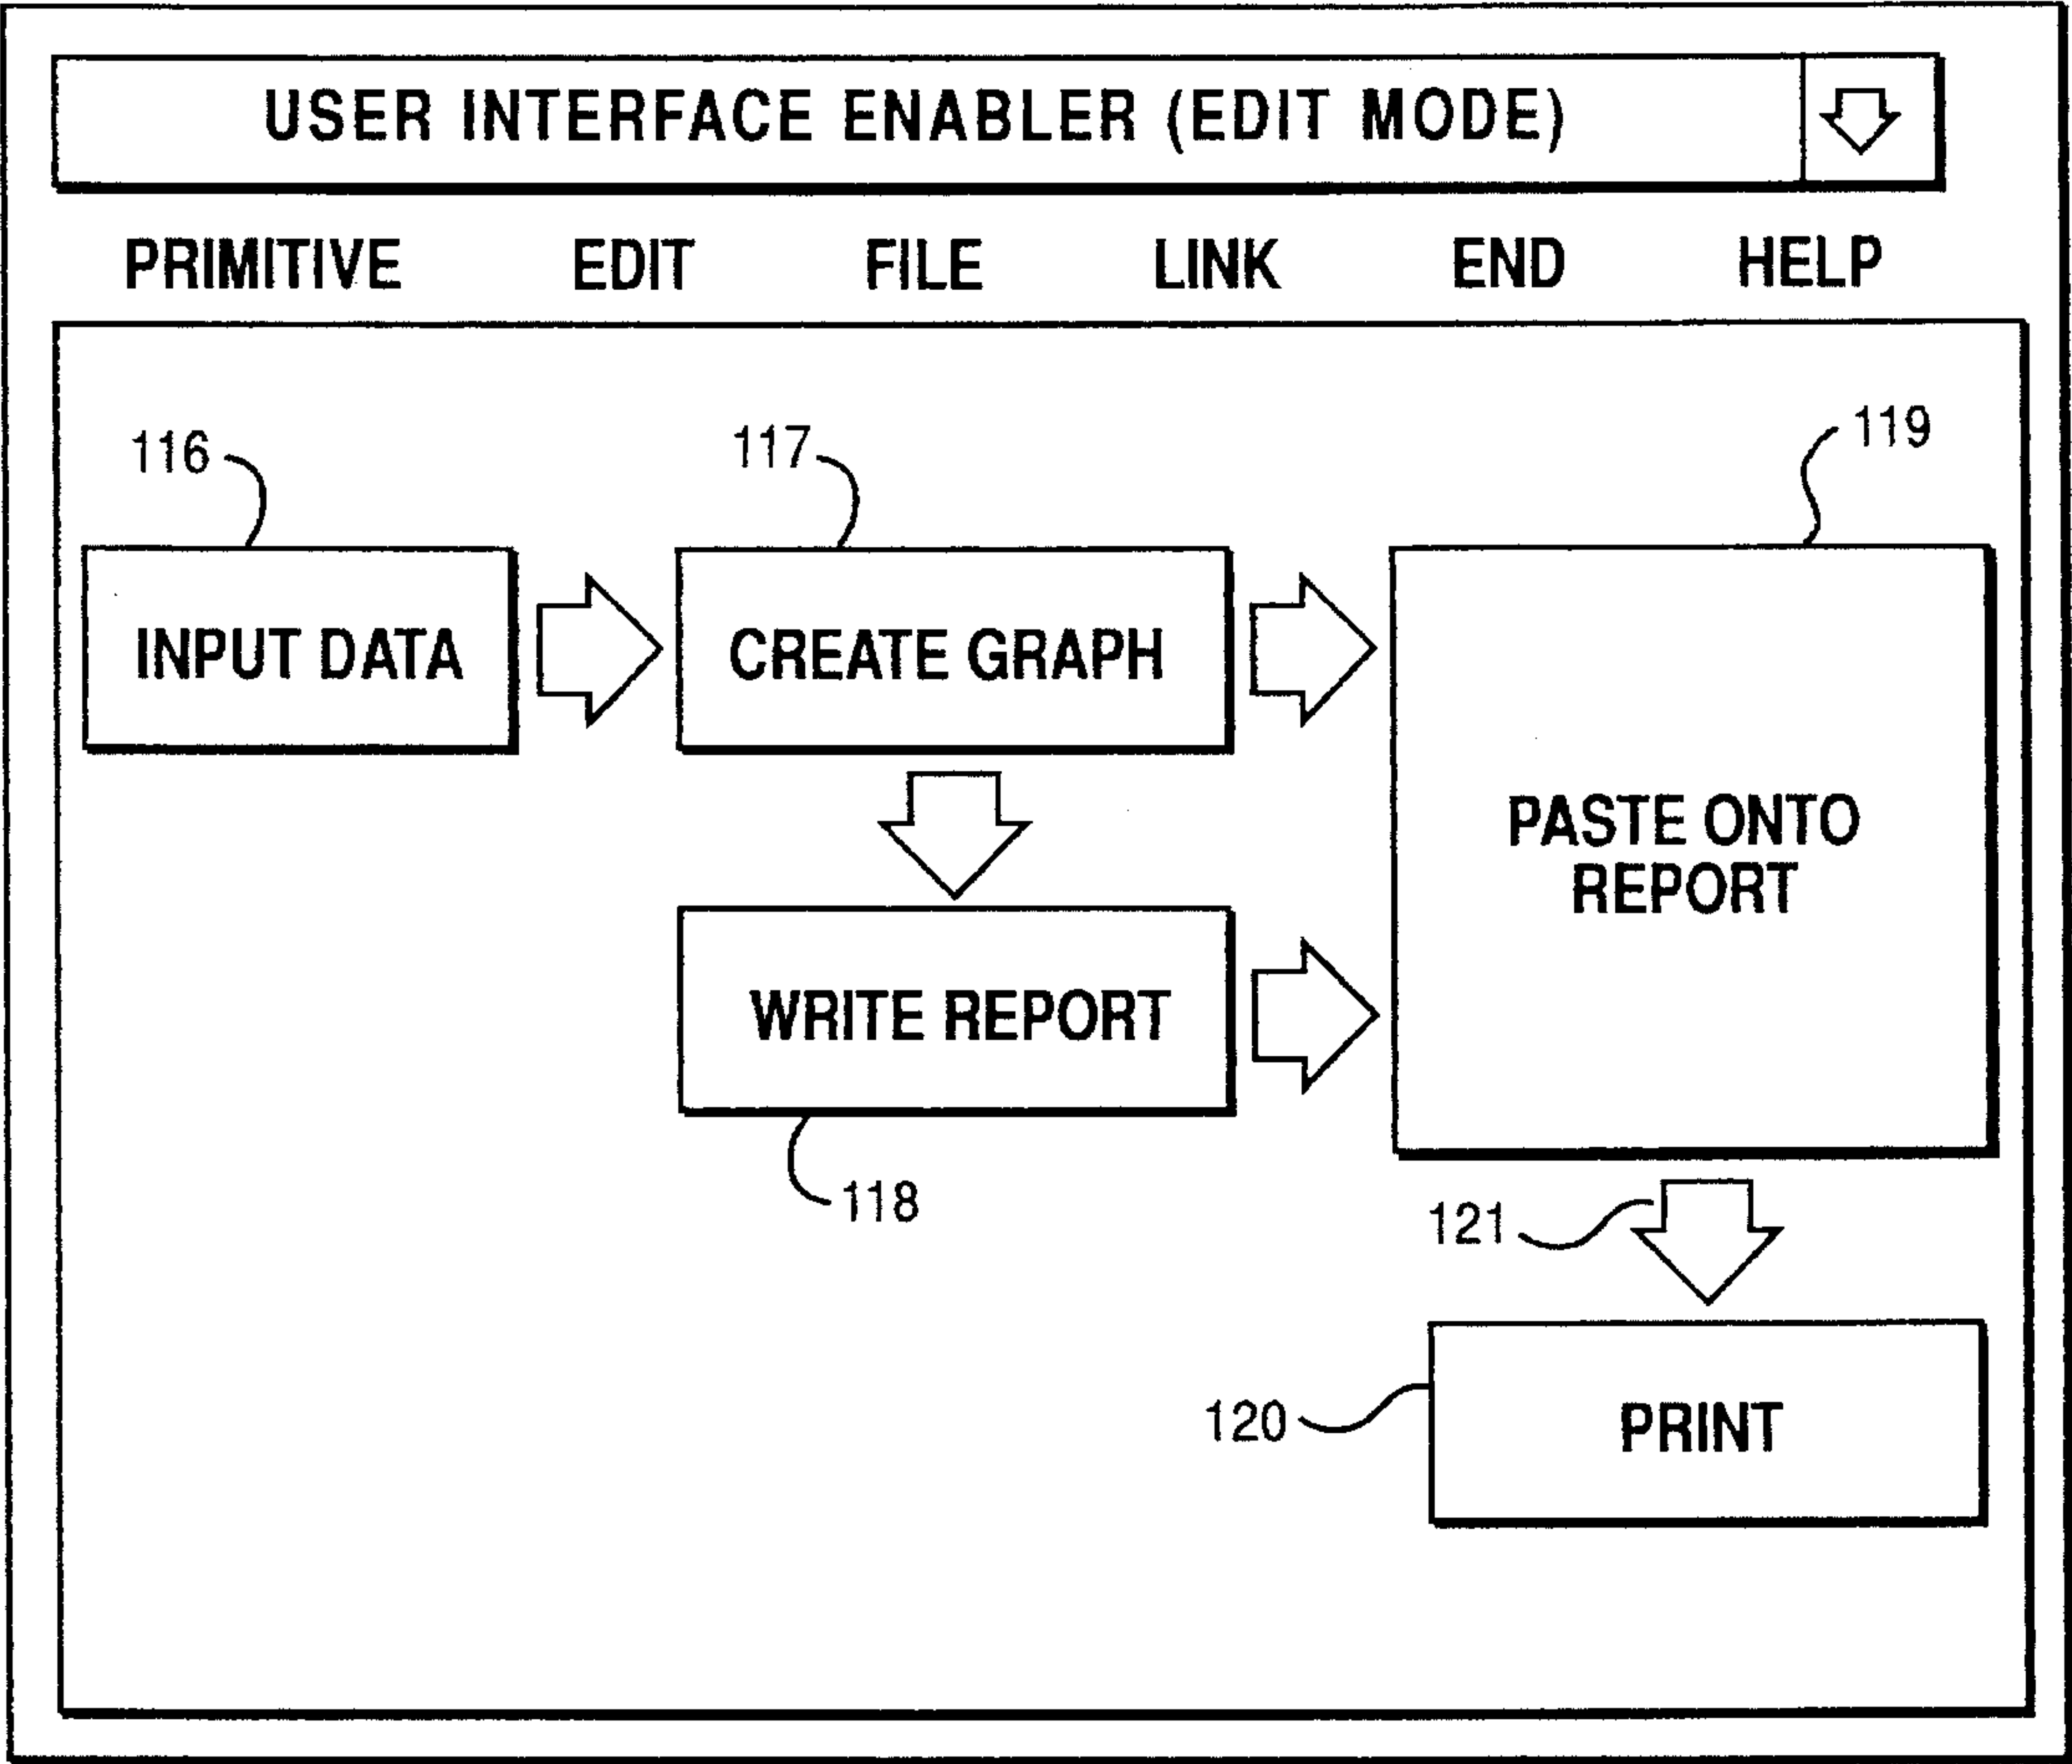 USER INTERFACE ENABLER (EDIT MODE)
PRIMITIVE EDIT FILE LINK END HELP
116
117
119
INPUT DATA
CREATE GRAPH
PASTE ONTO
REPORT
WRITE REPORT
118
121
120
PRINT